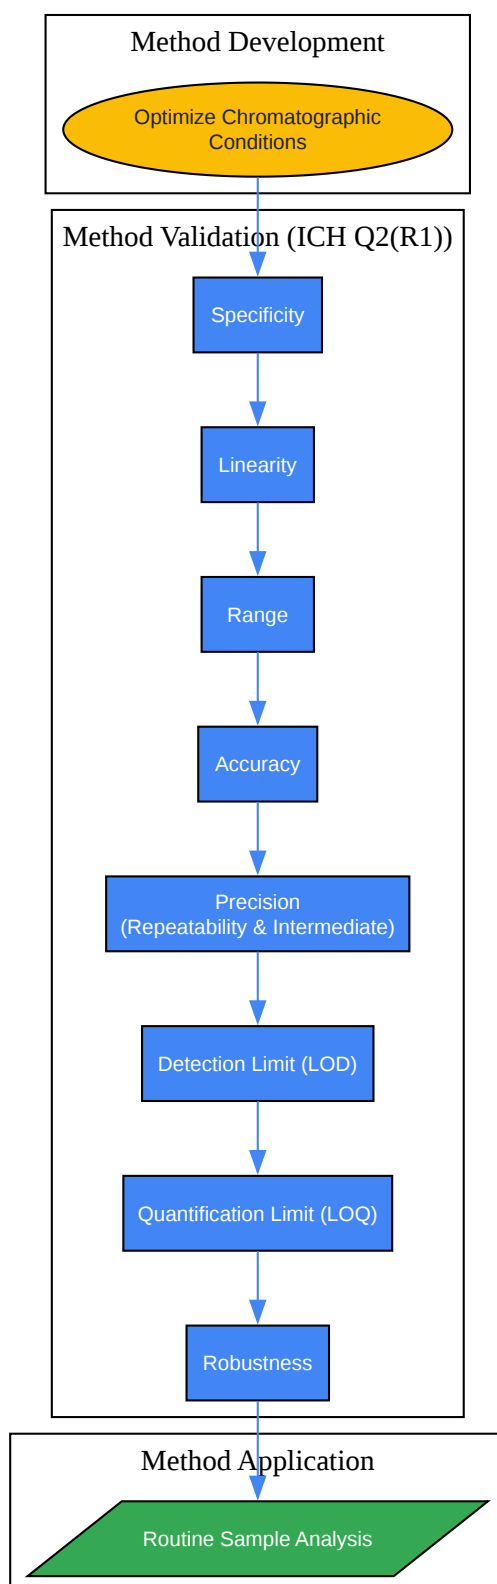 Method Development
Optimize Chromatographic
Conditions
Method Validation (ICH Q2(R1))
Specificity
Linearity
Range
Accuracy
Precision
(Repeatability & Intermediate)
Detection Limit (LOD)
Quantification Limit (LOQ)
Robustness
Method Application
Routine Sample Analysis